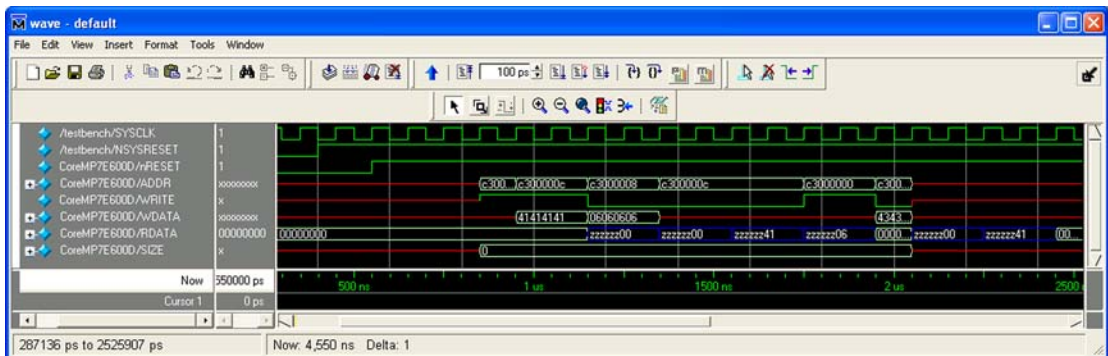 wave - default
File Edit View Insert Format Tools Window
100 ps
/testbench/SYSCLK 1
/testbench/NSYSRESET 1
CoreMP7E600D/nRESET 1
CoreMP7E600D/ADDR xxxxxxxx c300... c300000c c3000008 c300000c c3000000 c300...
CoreMP7E600D/WRITE x
CoreMP7E600D/WDATA xxxxxxxx 41414141 06060606 4343...
CoreMP7E600D/RDATA 00000000 00000000 zzzzzz00 zzzzzz00 zzzzzz41 zzzzzz06 0000... zzzzzz00 zzzzzz41 00...
CoreMP7E600D/SIZE x 0
Now 550000 ps 500 ns 1 us 1500 ns 2 us 2500
Cursor 1 0 ps
287136 ps to 2525907 ps Now: 4,550 ns Delta: 1